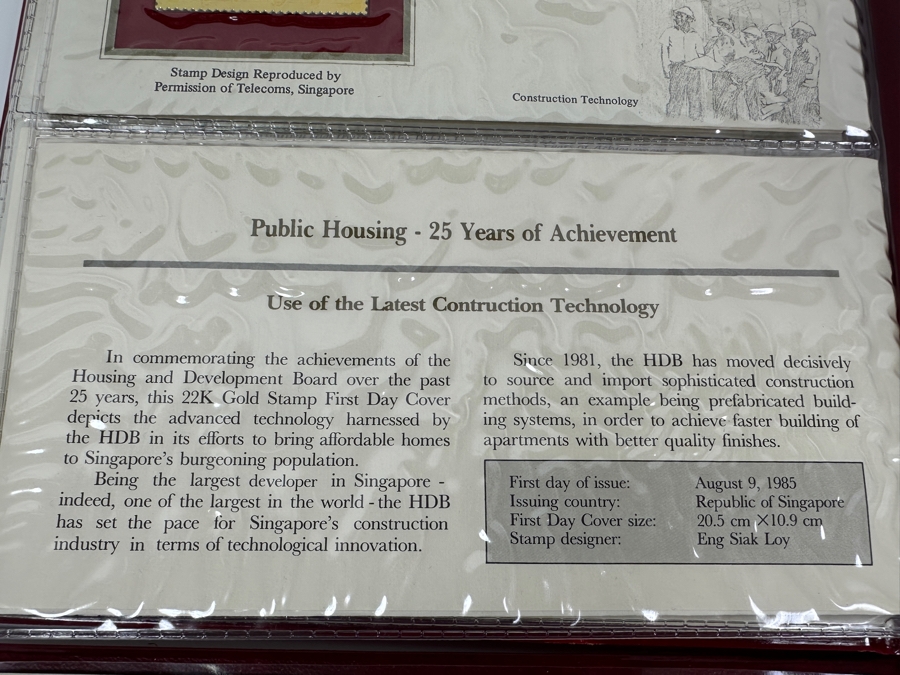 Stamp Design Reproduced by
Permission of Telecoms, Singapore
Construction Technology
Public Housing - 25 Years of Achievement
Use of the Latest Contruction Technology
In commemorating the achievements of the
Housing and Development Board over the past
25 years, this 22K Gold Stamp First Day Cover
depicts the advanced technology harnessed by
the HDB in its efforts to bring affordable homes
to Singapore's burgeoning population.
Being the largest developer in Singapore -
indeed, one of the largest in the world - the HDB
has set the pace for Singapore's construction
industry in terms of technological innovation.
Since 1981, the HDB has moved decisively
to source and import sophisticated construction
methods, an example being prefabricated build-
ing systems, in order to achieve faster building of
apartments with better quality finishes.
First day of issue: August 9, 1985
Issuing country: Republic of Singapore
First Day Cover size: 20.5 cm ×10.9 cm
Stamp designer: Eng Siak Loy